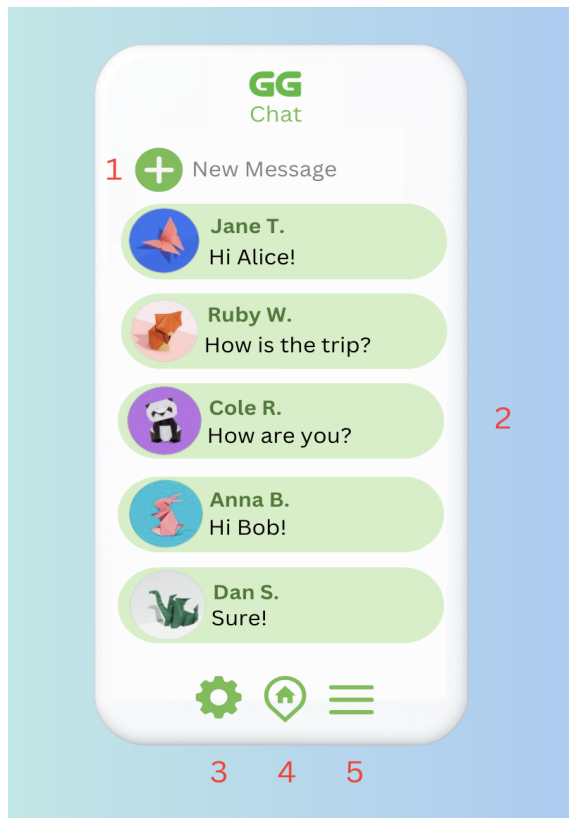 GG
Chat
1 New Message
Jane T.
Hi Alice!
Ruby W.
How is the trip?
Cole R.
How are you?
2
Anna B.
Hi Bob!
Dan S.
Sure!
3 4 5